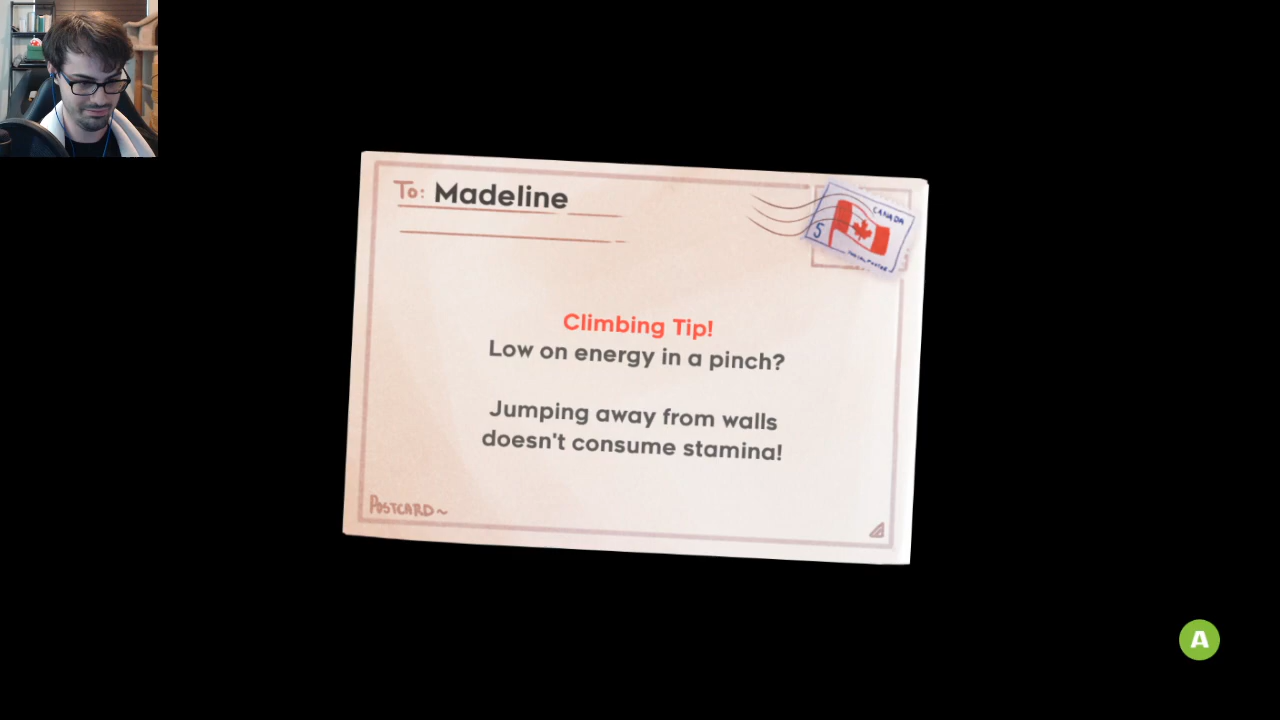 To: Madeline
CANADA
5
Climbing Tip!
Low on energy in a pinch?
Jumping away from walls
doesn't consume stamina!
POSTCARD~
A